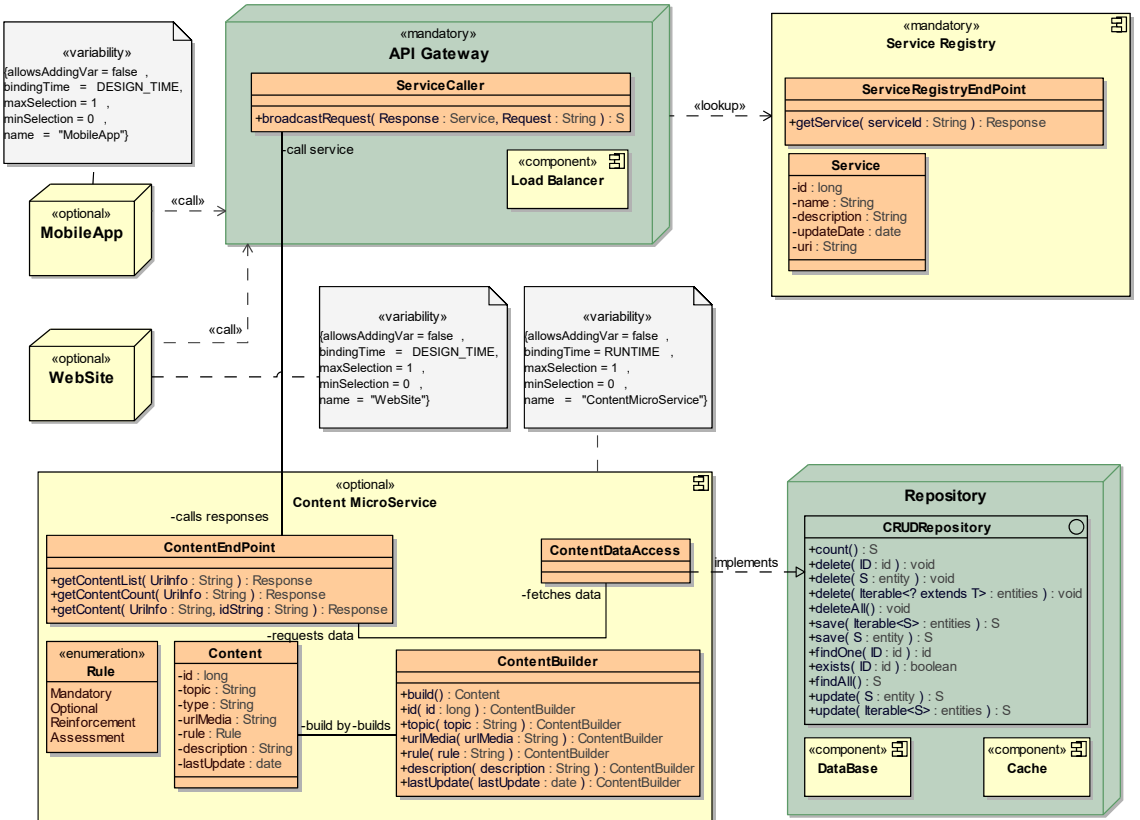 «variability»
{allowsAddingVar = false ,
bindingTime = DESIGN_TIME,
maxSelection = 1 ,
minSelection = 0 ,
name = "MobileApp"}
«mandatory»
API Gateway
ServiceCaller
+broadcastRequest( Response : Service, Request : String ) : S
-call service
«component»
Load Balancer
«lookup»
«mandatory»
Service Registry
ServiceRegistryEndPoint
+getService( serviceId : String ) : Response
Service
-id : long
-name : String
-description : String
-updateDate : date
-uri : String
«optional»
MobileApp
«call»
«optional»
WebSite
«call»
«variability»
{allowsAddingVar = false ,
bindingTime = DESIGN_TIME,
maxSelection = 1 ,
minSelection = 0 ,
name = "WebSite"}
«variability»
{allowsAddingVar = false ,
bindingTime = RUNTIME ,
maxSelection = 1 ,
minSelection = 0 ,
name = "ContentMicroService"}
«optional»
Content MicroService
-calls responses
ContentEndPoint
+getContentList( UriInfo : String ) : Response
+getContentCount( UriInfo : String ) : Response
+getContent( UriInfo : String, idString : String ) : Response
ContentDataAccess
-fetches data
-requests data
implements
«enumeration»
Rule
Mandatory
Optional
Reinforcement
Assessment
Content
-id : long
-topic : String
-type : String
-urlMedia : String
-rule : Rule
-description : String
-lastUpdate : date
-build by
-builds
ContentBuilder
+build() : Content
+id( id : long ) : ContentBuilder
+topic( topic : String ) : ContentBuilder
+urlMedia( urlMedia : String ) : ContentBuilder
+rule( rule : String ) : ContentBuilder
+description( description : String ) : ContentBuilder
+lastUpdate( lastUpdate : date ) : ContentBuilder
Repository
CRUDRepository
+count() : S
+delete( ID : id ) : void
+delete( S : entity ) : void
+delete( Iterable<? extends T> : entities ) : void
+deleteAll() : void
+save( Iterable<S> : entities ) : S
+save( S : entity ) : S
+findOne( ID : id ) : id
+exists( ID : id ) : boolean
+findAll() : S
+update( S : entity ) : S
+update( Iterable<S> : entities ) : S
«component»
DataBase
«component»
Cache